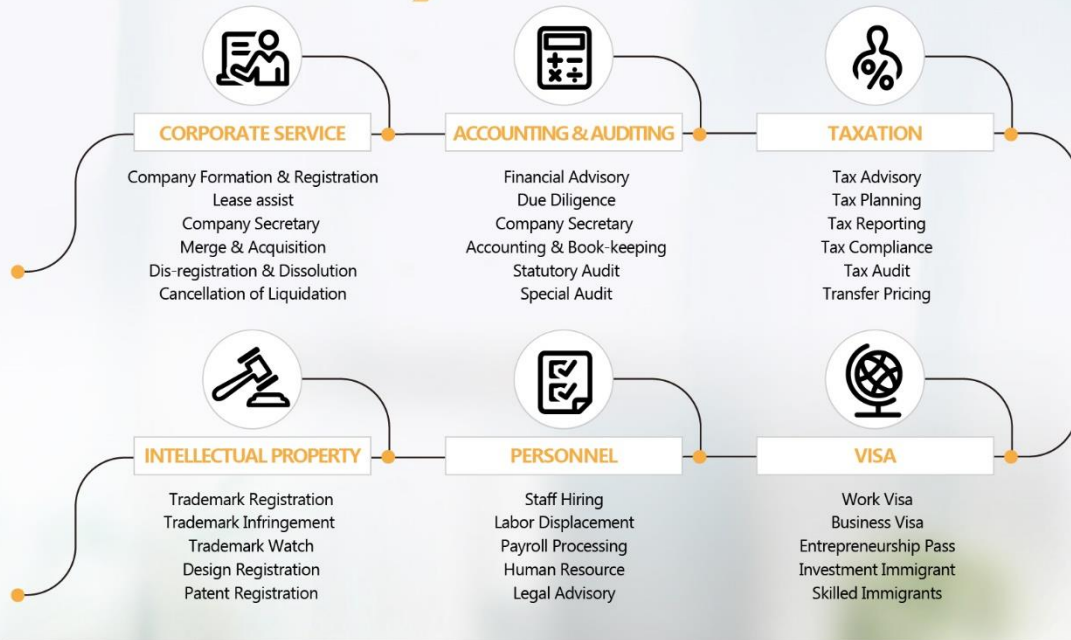 CORPORATE SERVICE
Company Formation & Registration
Lease assist
Company Secretary
Merge & Acquisition
Dis-registration & Dissolution
Cancellation of Liquidation
ACCOUNTING & AUDITING
Financial Advisory
Due Diligence
Company Secretary
Accounting & Book-keeping
Statutory Audit
Special Audit
TAXATION
Tax Advisory
Tax Planning
Tax Reporting
Tax Compliance
Tax Audit
Transfer Pricing
INTELLECTUAL PROPERTY
Trademark Registration
Trademark Infringement
Trademark Watch
Design Registration
Patent Registration
PERSONNEL
Staff Hiring
Labor Displacement
Payroll Processing
Human Resource
Legal Advisory
VISA
Work Visa
Business Visa
Entrepreneurship Pass
Investment Immigrant
Skilled Immigrants